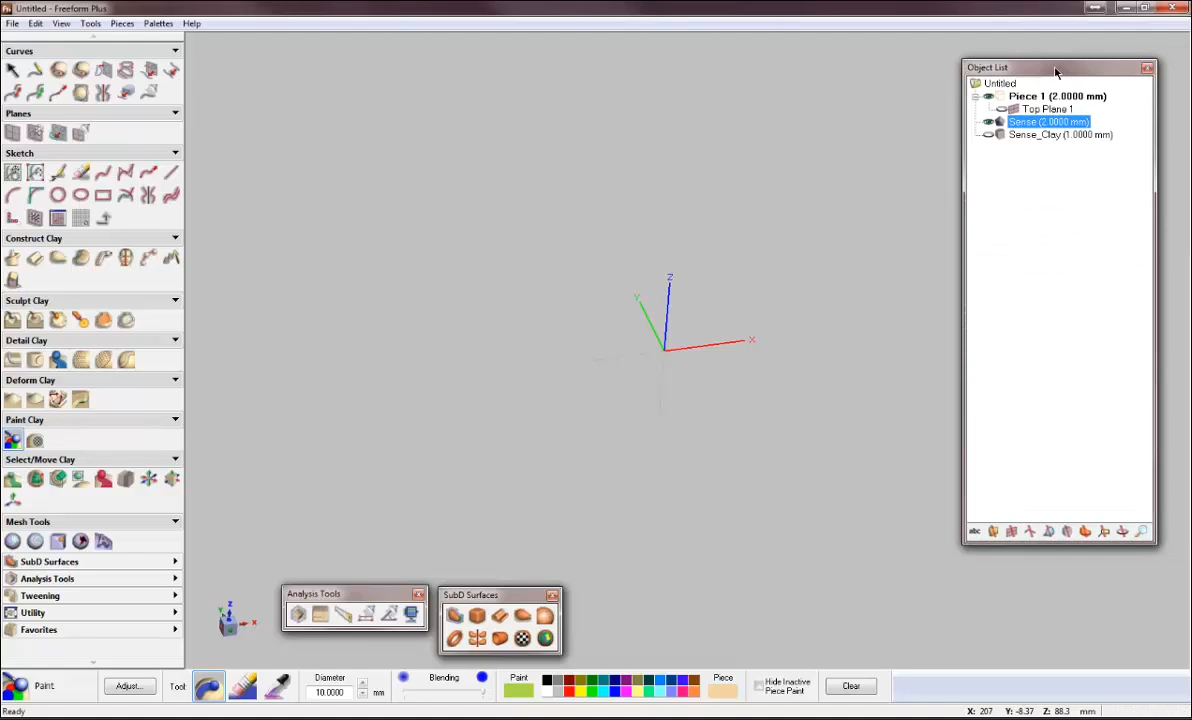 Untitled - Freeform Plus
File Edit View Tools Pieces Palettes Help
Curves
Planes
Sketch
Construct Clay
Sculpt Clay
Detail Clay
Deform Clay
Paint Clay
Select/Move Clay
Mesh Tools
SubD Surfaces
Analysis Tools
Tweening
Utility
Favorites
Z
Y
X
Object List
Untitled
Piece 1 (2.0000 mm)
Top Plane 1
Sense (2.0000 mm)
Sense_Clay (1.0000 mm)
abc
Analysis Tools
SubD Surfaces
Z
Y
X
Paint
Adjust...
Tool:
Diameter
10.0000 mm
Blending
Paint
Piece
Hide Inactive
Piece Paint
Clear
Ready
X: 207 Y: -8.37 Z: 88.3 mm